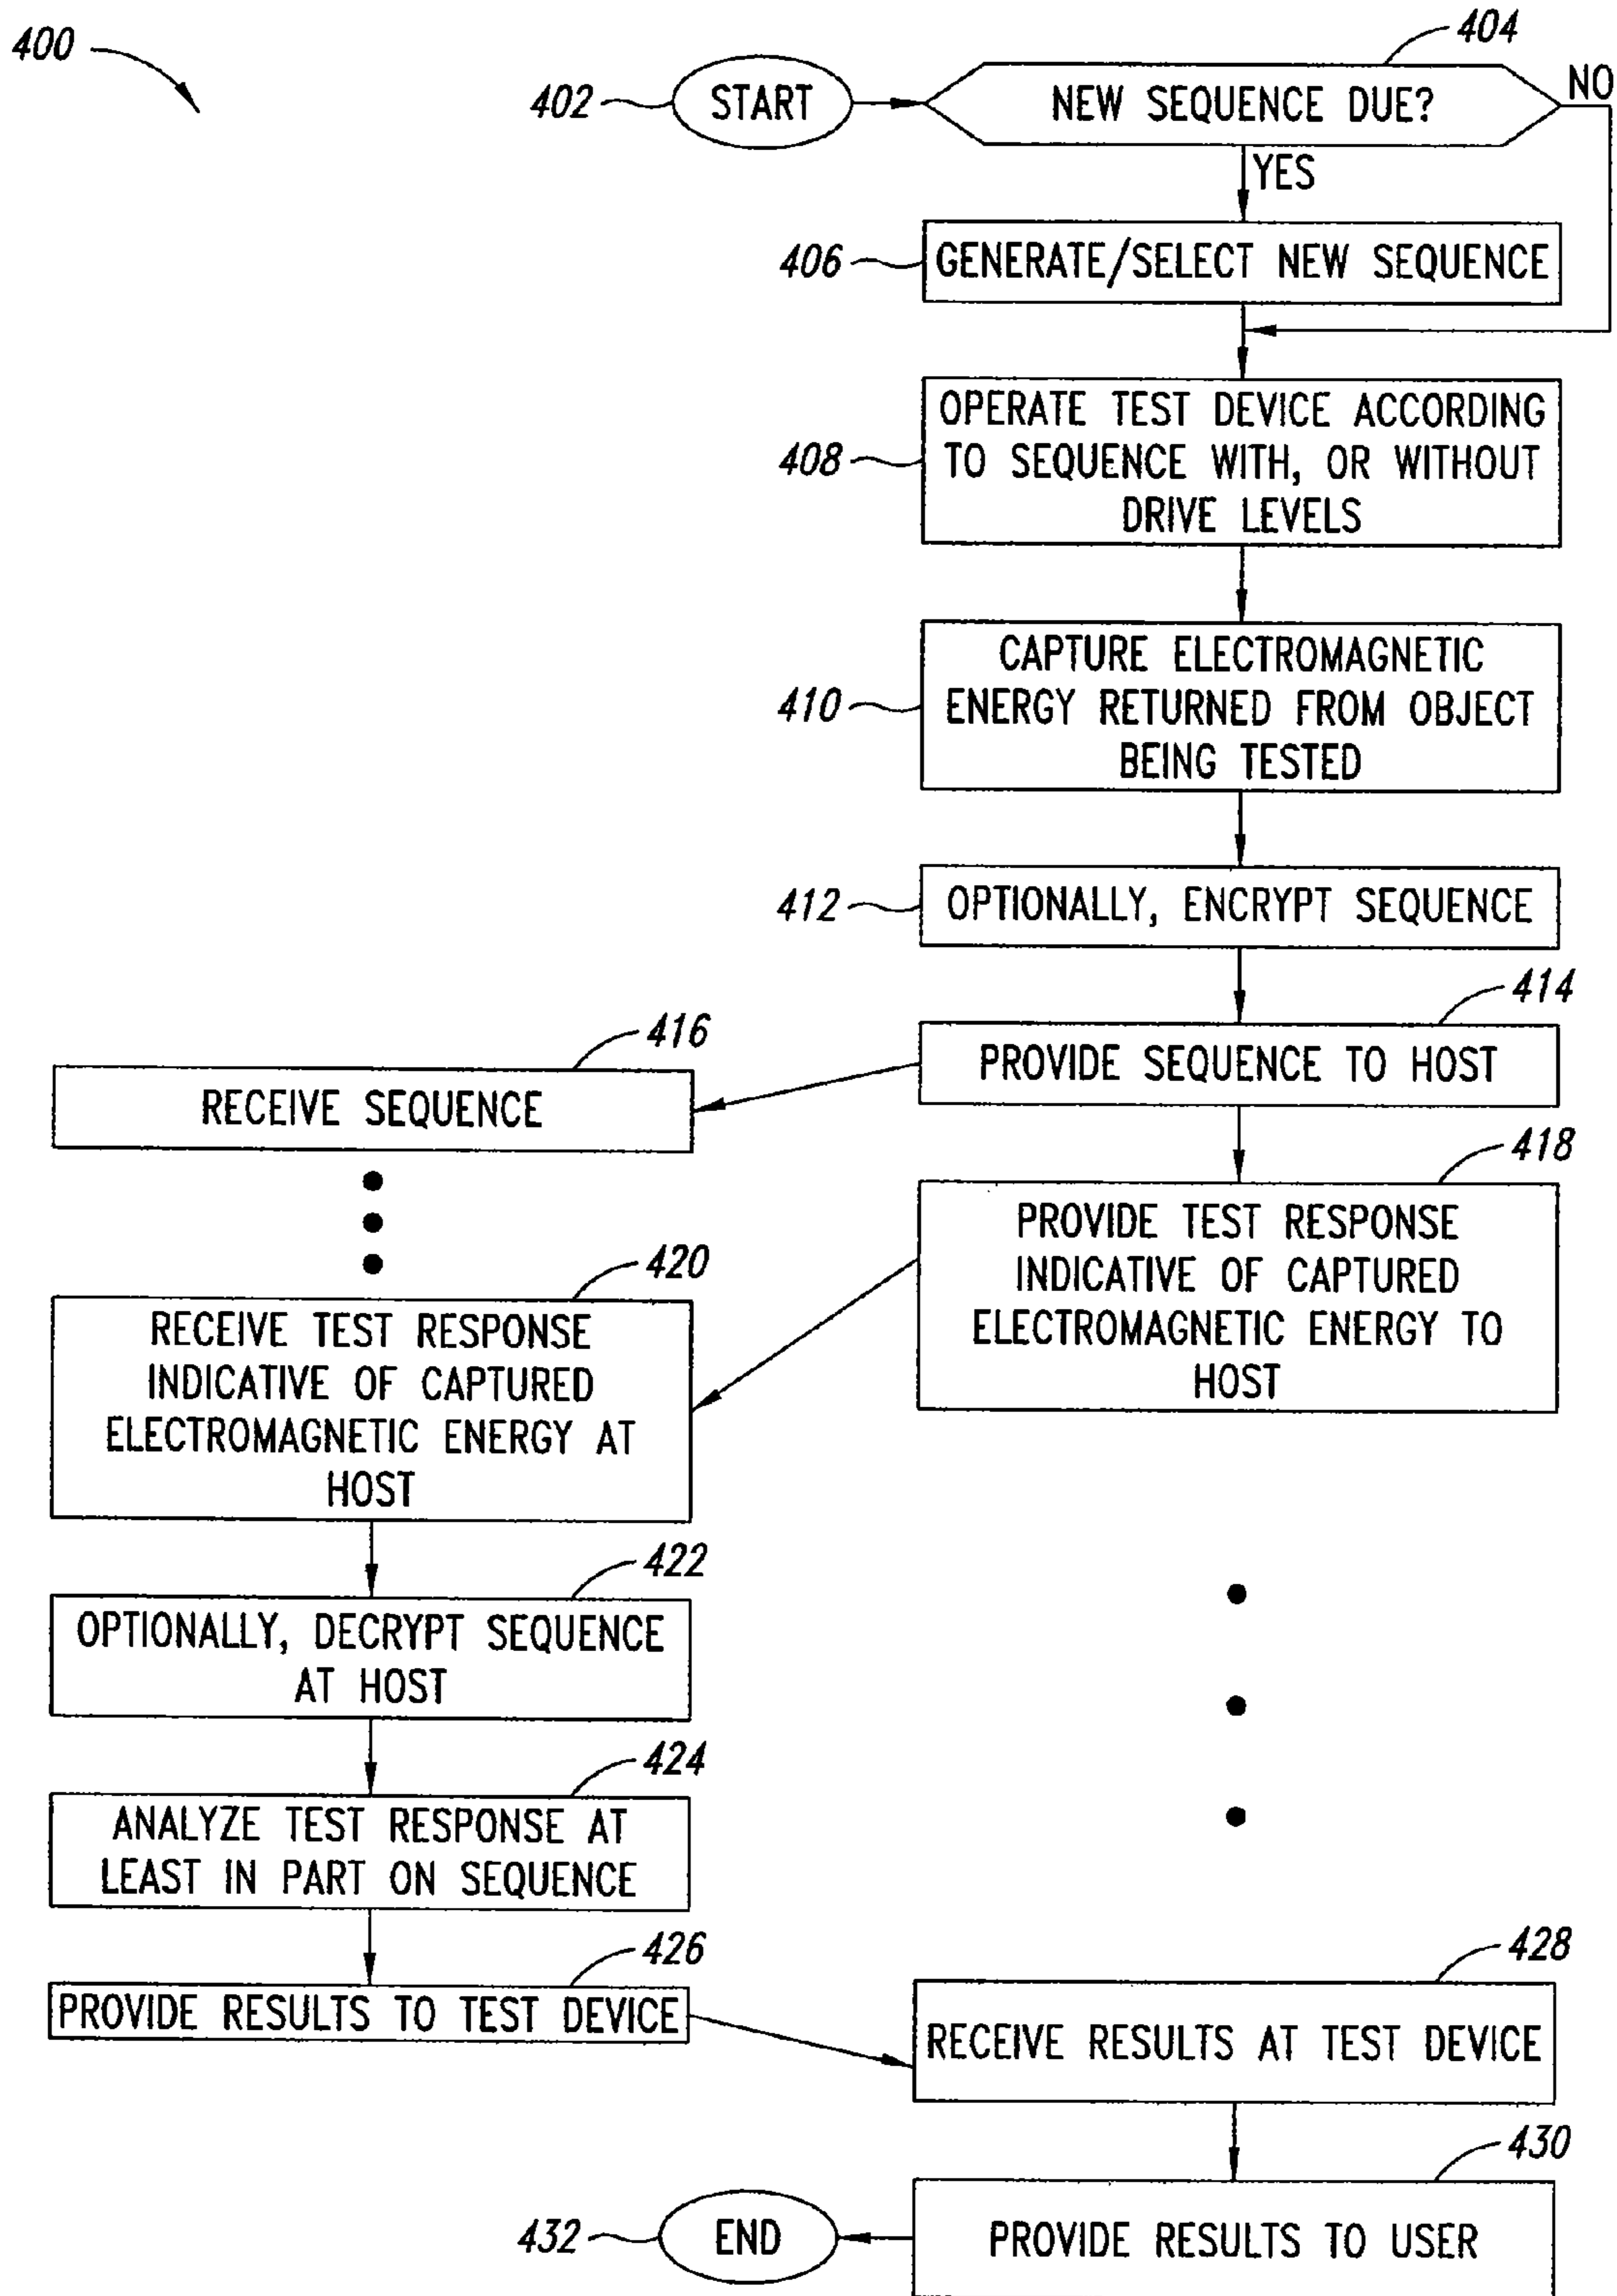 400
402
START
404
NEW SEQUENCE DUE?
NO
YES
406
GENERATE/SELECT NEW SEQUENCE
408
OPERATE TEST DEVICE ACCORDING
TO SEQUENCE WITH, OR WITHOUT
DRIVE LEVELS
410
CAPTURE ELECTROMAGNETIC
ENERGY RETURNED FROM OBJECT
BEING TESTED
412
OPTIONALLY, ENCRYPT SEQUENCE
414
PROVIDE SEQUENCE TO HOST
416
RECEIVE SEQUENCE
418
PROVIDE TEST RESPONSE
INDICATIVE OF CAPTURED
ELECTROMAGNETIC ENERGY TO
HOST
420
RECEIVE TEST RESPONSE
INDICATIVE OF CAPTURED
ELECTROMAGNETIC ENERGY AT
HOST
422
OPTIONALLY, DECRYPT SEQUENCE
AT HOST
424
ANALYZE TEST RESPONSE AT
LEAST IN PART ON SEQUENCE
426
PROVIDE RESULTS TO TEST DEVICE
428
RECEIVE RESULTS AT TEST DEVICE
430
PROVIDE RESULTS TO USER
432
END